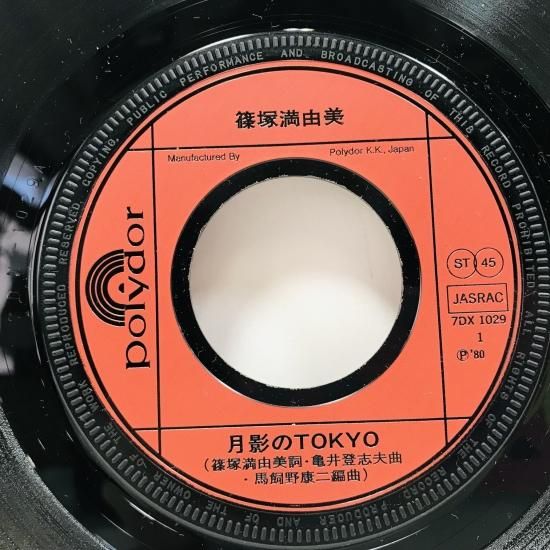 篠塚満由美
Manufactured By Polydor K.K., Japan
polydor
ST 45
JASRAC
7DX 1029
1
Ⓟ'80
月影のTOKYO
(篠塚満由美詞・亀井登志夫曲
・馬飼野康二編曲)
ALL RIGHTS OF THE PRODUCER AND OF THE OWNER OF THE WORK REPRODUCED RESERVED COPYING, PUBLIC PERFORMANCE AND BROADCASTING OF THIS RECORD PROHIBITED